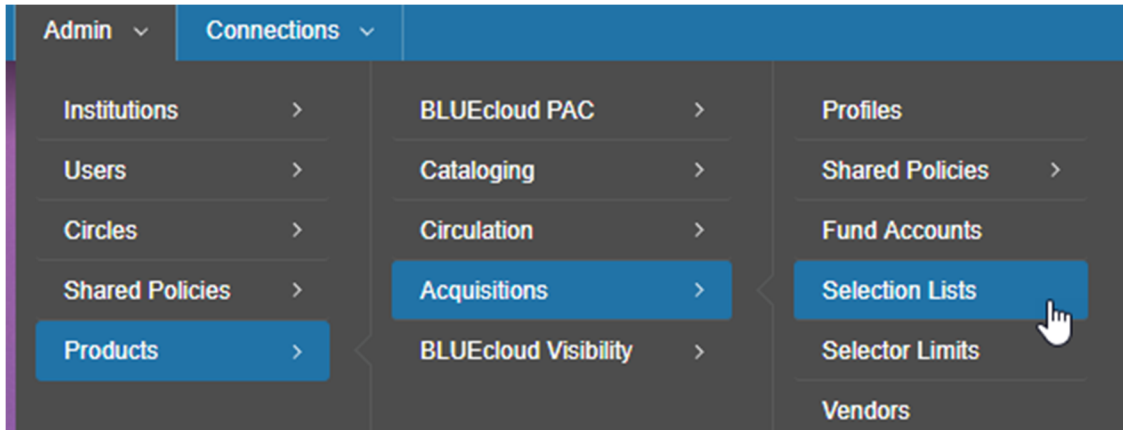 Admin
Connections
Institutions
Users
Circles
Shared Policies
Products
BLUEcloud PAC
Cataloging
Circulation
Acquisitions
BLUEcloud Visibility
Profiles
Shared Policies
Fund Accounts
Selection Lists
Selector Limits
Vendors